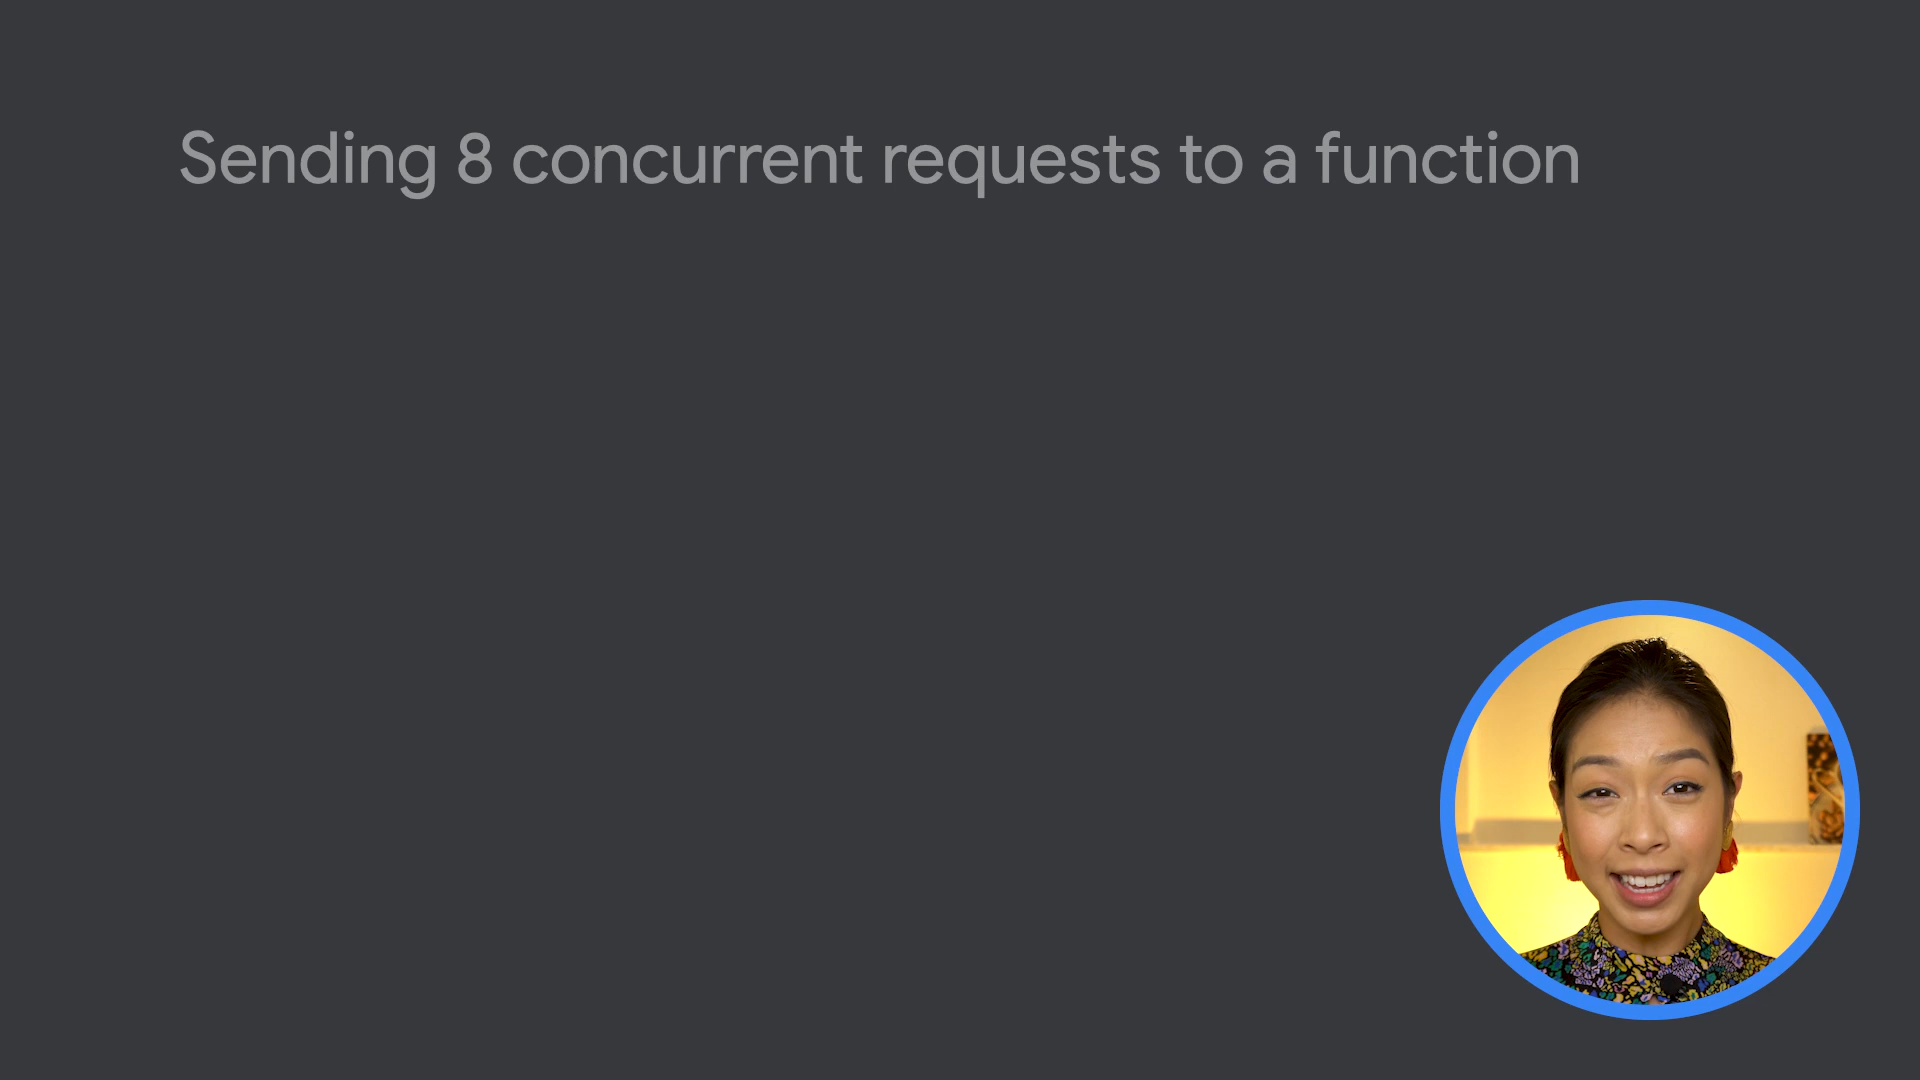 Sending 8 concurrent requests to a function